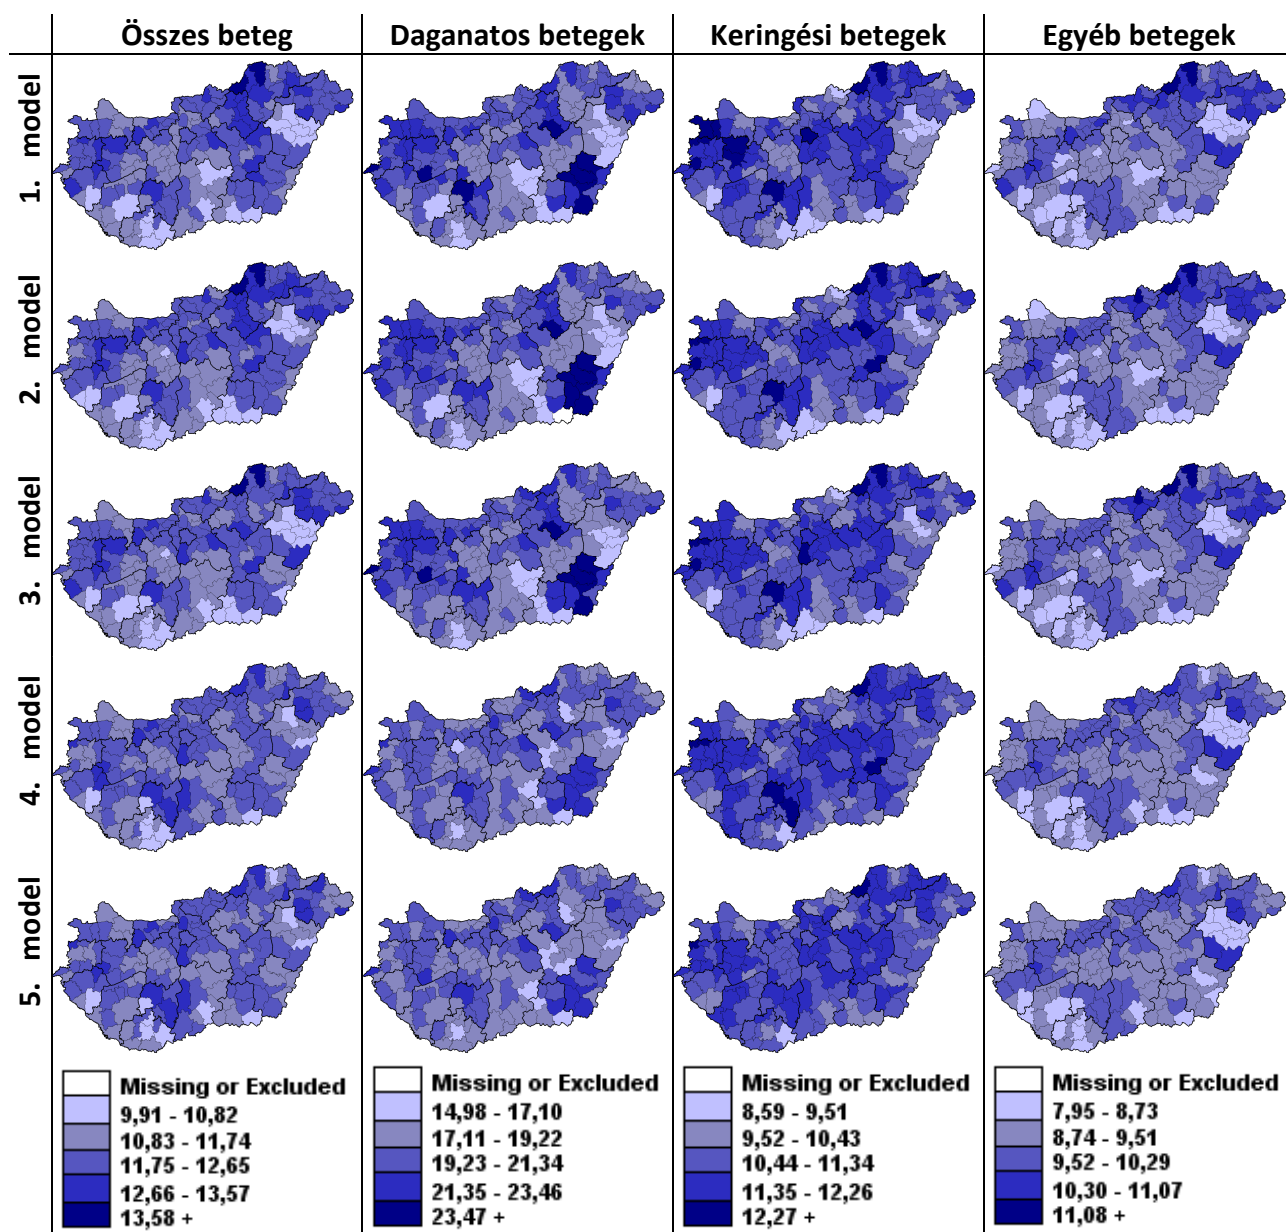 Összes beteg
Daganatos betegek
Keringési betegek
Egyéb betegek
1. model
2. model
3. model
4. model
5. model
Missing or Excluded
9,91 - 10,82
10,83 - 11,74
11,75 - 12,65
12,66 - 13,57
13,58 +
Missing or Excluded
14,98 - 17,10
17,11 - 19,22
19,23 - 21,34
21,35 - 23,46
23,47 +
Missing or Excluded
8,59 - 9,51
9,52 - 10,43
10,44 - 11,34
11,35 - 12,26
12,27 +
Missing or Excluded
7,95 - 8,73
8,74 - 9,51
9,52 - 10,29
10,30 - 11,07
11,08 +